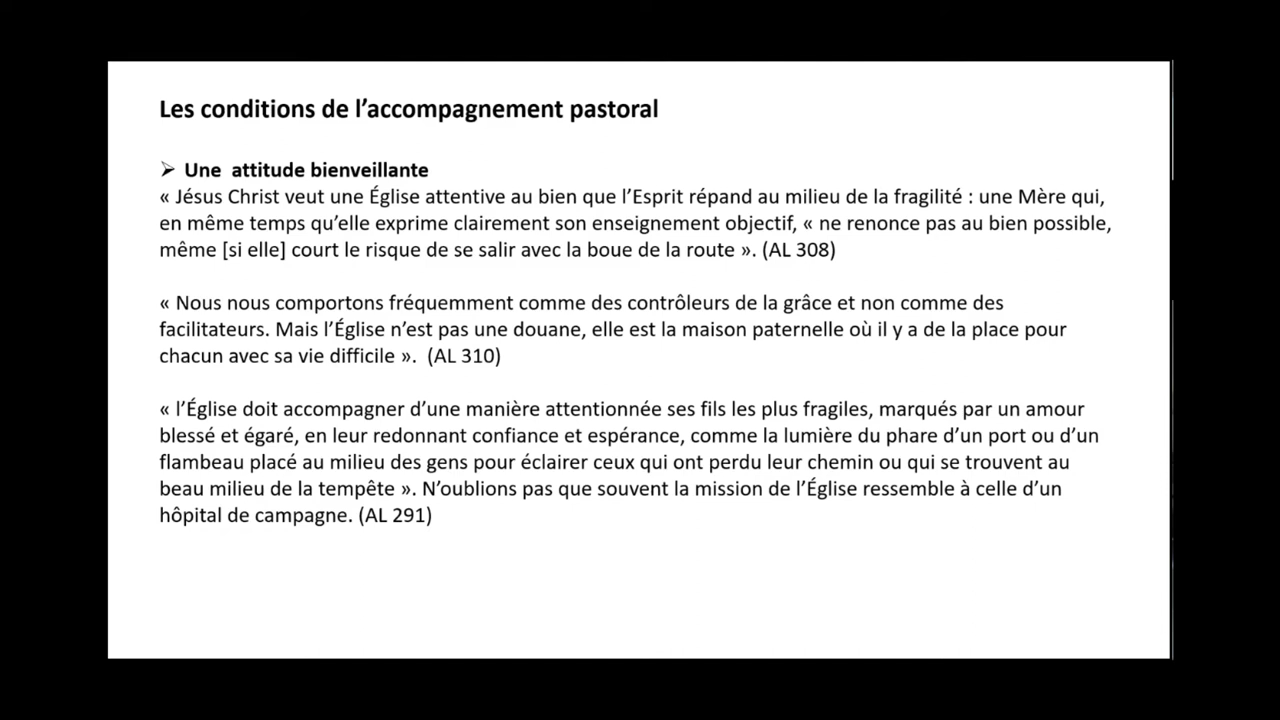 Les conditions de l’accompagnement pastoral
➢ Une  attitude bienveillante
« Jésus Christ veut une Église attentive au bien que l’Esprit répand au milieu de la fragilité : une Mère qui,
en même temps qu’elle exprime clairement son enseignement objectif, « ne renonce pas au bien possible,
même [si elle] court le risque de se salir avec la boue de la route ». (AL 308)
« Nous nous comportons fréquemment comme des contrôleurs de la grâce et non comme des
facilitateurs. Mais l’Église n’est pas une douane, elle est la maison paternelle où il y a de la place pour
chacun avec sa vie difficile ».  (AL 310)
« l’Église doit accompagner d’une manière attentionnée ses fils les plus fragiles, marqués par un amour
blessé et égaré, en leur redonnant confiance et espérance, comme la lumière du phare d’un port ou d’un
flambeau placé au milieu des gens pour éclairer ceux qui ont perdu leur chemin ou qui se trouvent au
beau milieu de la tempête ». N’oublions pas que souvent la mission de l’Église ressemble à celle d’un
hôpital de campagne. (AL 291)